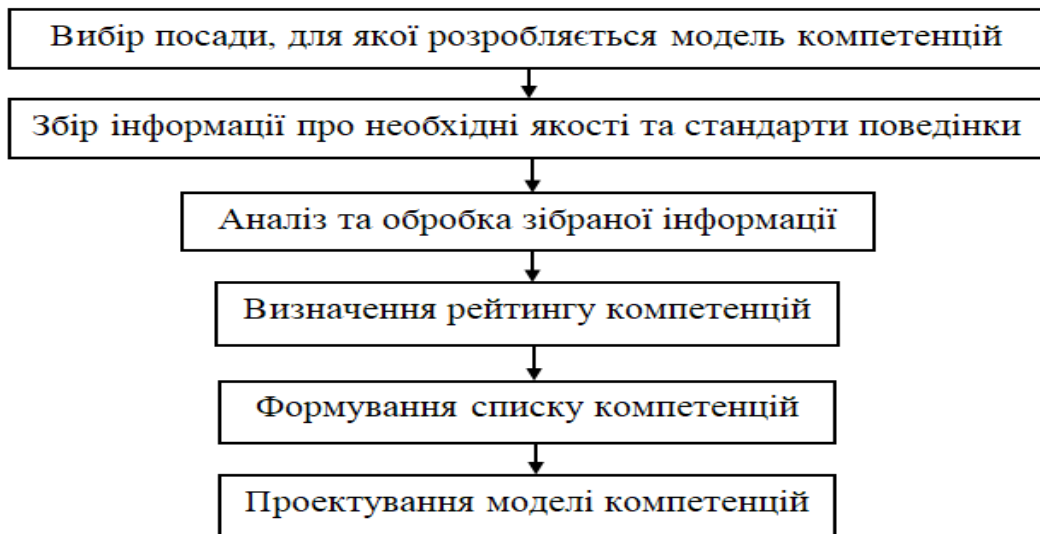 Вибір посади, для якої розробляється модель компетенцій
Збір інформації про необхідні якості та стандарти поведінки
Аналіз та обробка зібраної інформації
Визначення рейтингу компетенцій
Формування списку компетенцій
Проектування моделі компетенцій